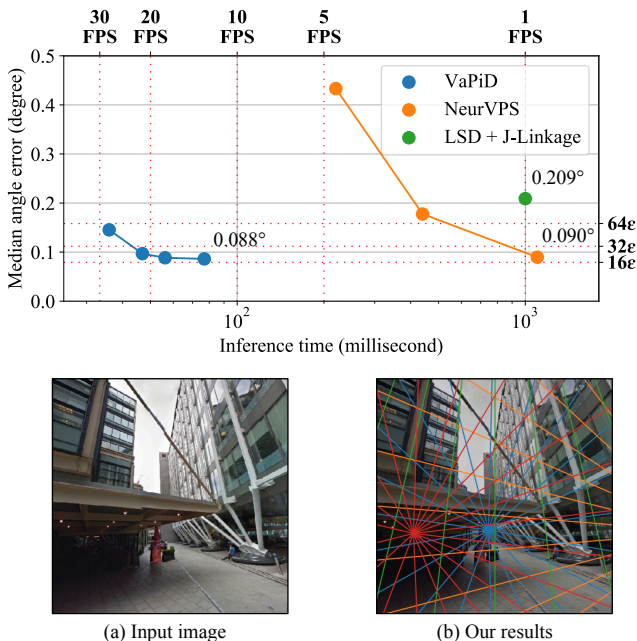 30 20 10 5 1
FPS FPS FPS FPS FPS
0.5
0.4
0.3
0.2
0.1
0.0
Median angle error (degree)
VaPiD
NeurVPS
LSD + J-Linkage
0.209°
0.088°
0.090°
64ε
32ε
16ε
10² 10³
Inference time (millisecond)
(a) Input image (b) Our results